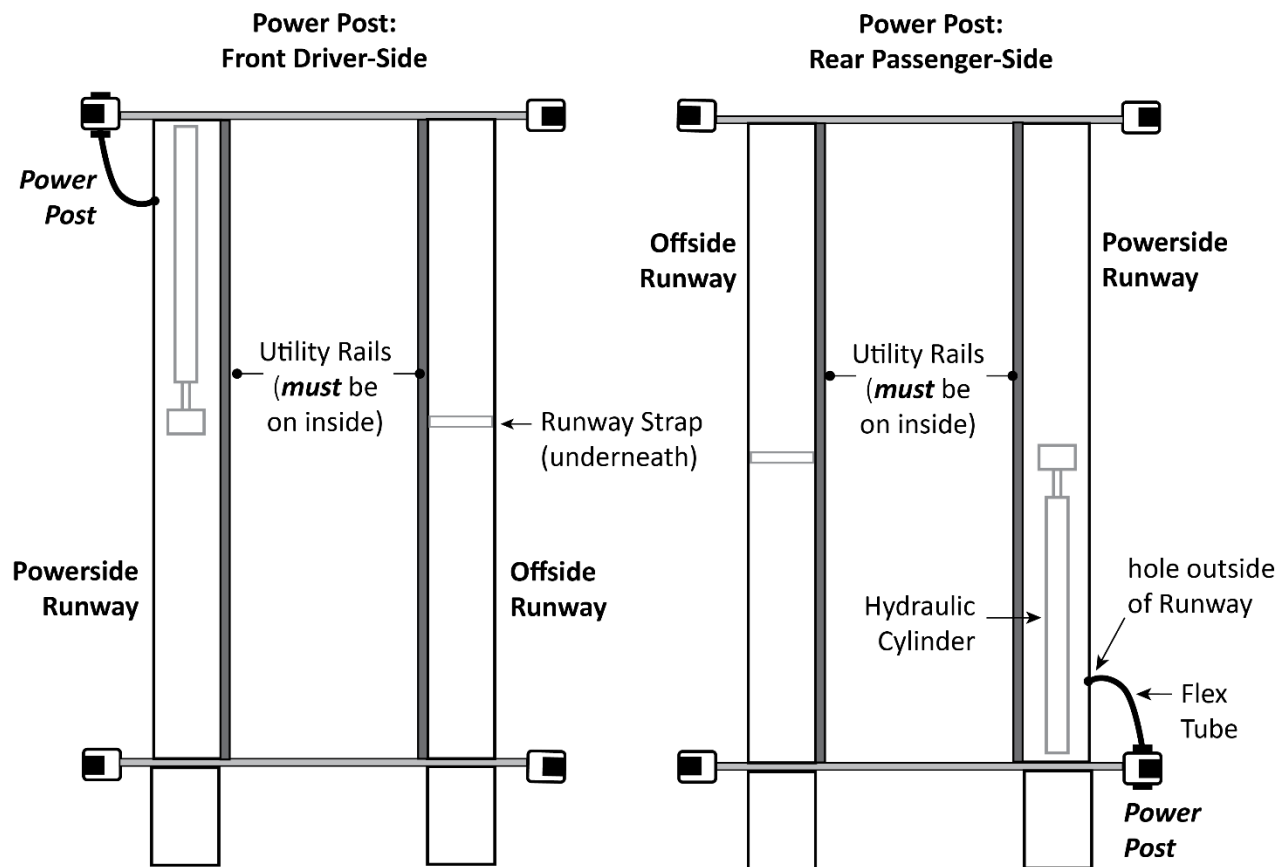 Power Post:
Front Driver-Side
Power
Post
Utility Rails
(must be
on inside)
Runway Strap
(underneath)
Powerside
Runway
Offside
Runway
Power Post:
Rear Passenger-Side
Offside
Runway
Powerside
Runway
Utility Rails
(must be
on inside)
Hydraulic
Cylinder
hole outside
of Runway
Flex
Tube
Power
Post